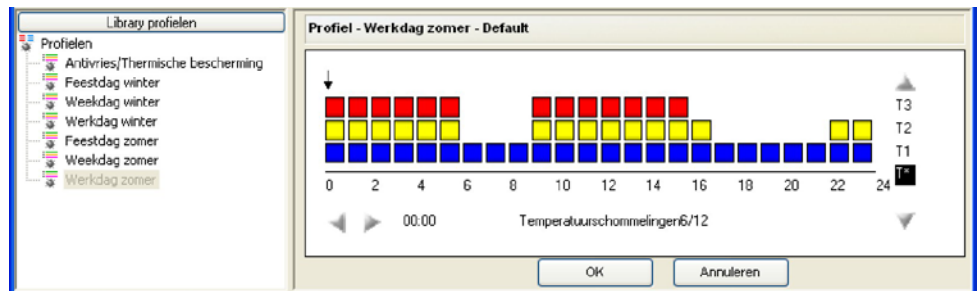 Library profielen
Profielen
Antivries/Thermische bescherming
Feestdag winter
Weekdag winter
Werkdag winter
Feestdag zomer
Weekdag zomer
Werkdag zomer
Profiel - Werkdag zomer - Default
T3
T2
T1
T*
0 2 4 6 8 10 12 14 16 18 20 22 24
00:00 Temperatuurschommelingen6/12
OK Annuleren